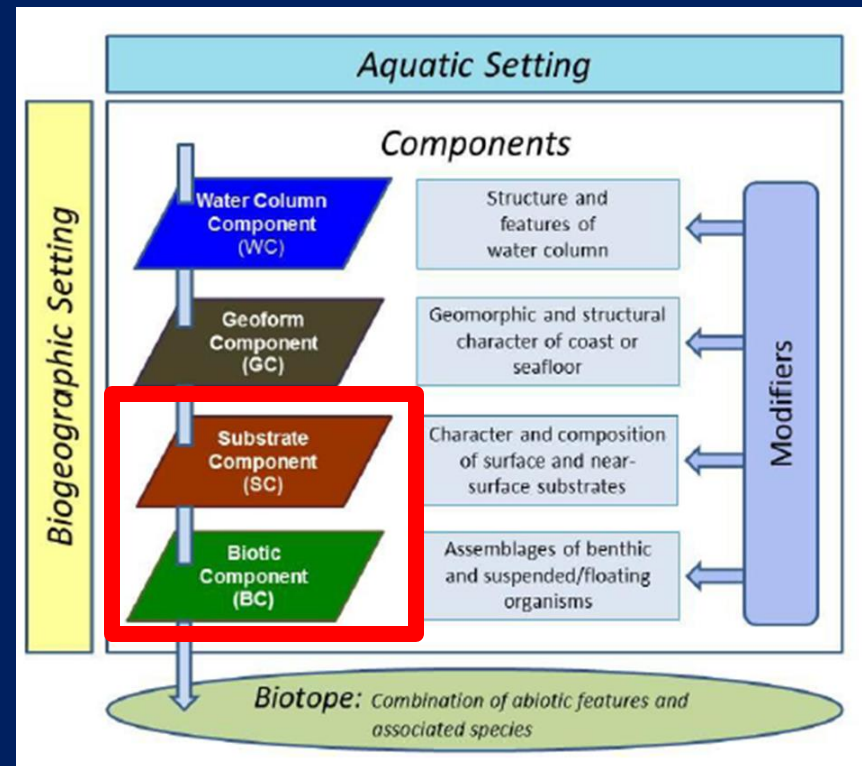 Aquatic Setting
Biogeographic Setting
Components
Water Column
Component
(WC)
Structure and
features of
water column
Geoform
Component
(GC)
Geomorphic and structural
character of coast or
seafloor
Substrate
Component
(SC)
Character and composition
of surface and near-
surface substrates
Biotic
Component
(BC)
Assemblages of benthic
and suspended/floating
organisms
Modifiers
Biotope: Combination of abiotic features and
associated species